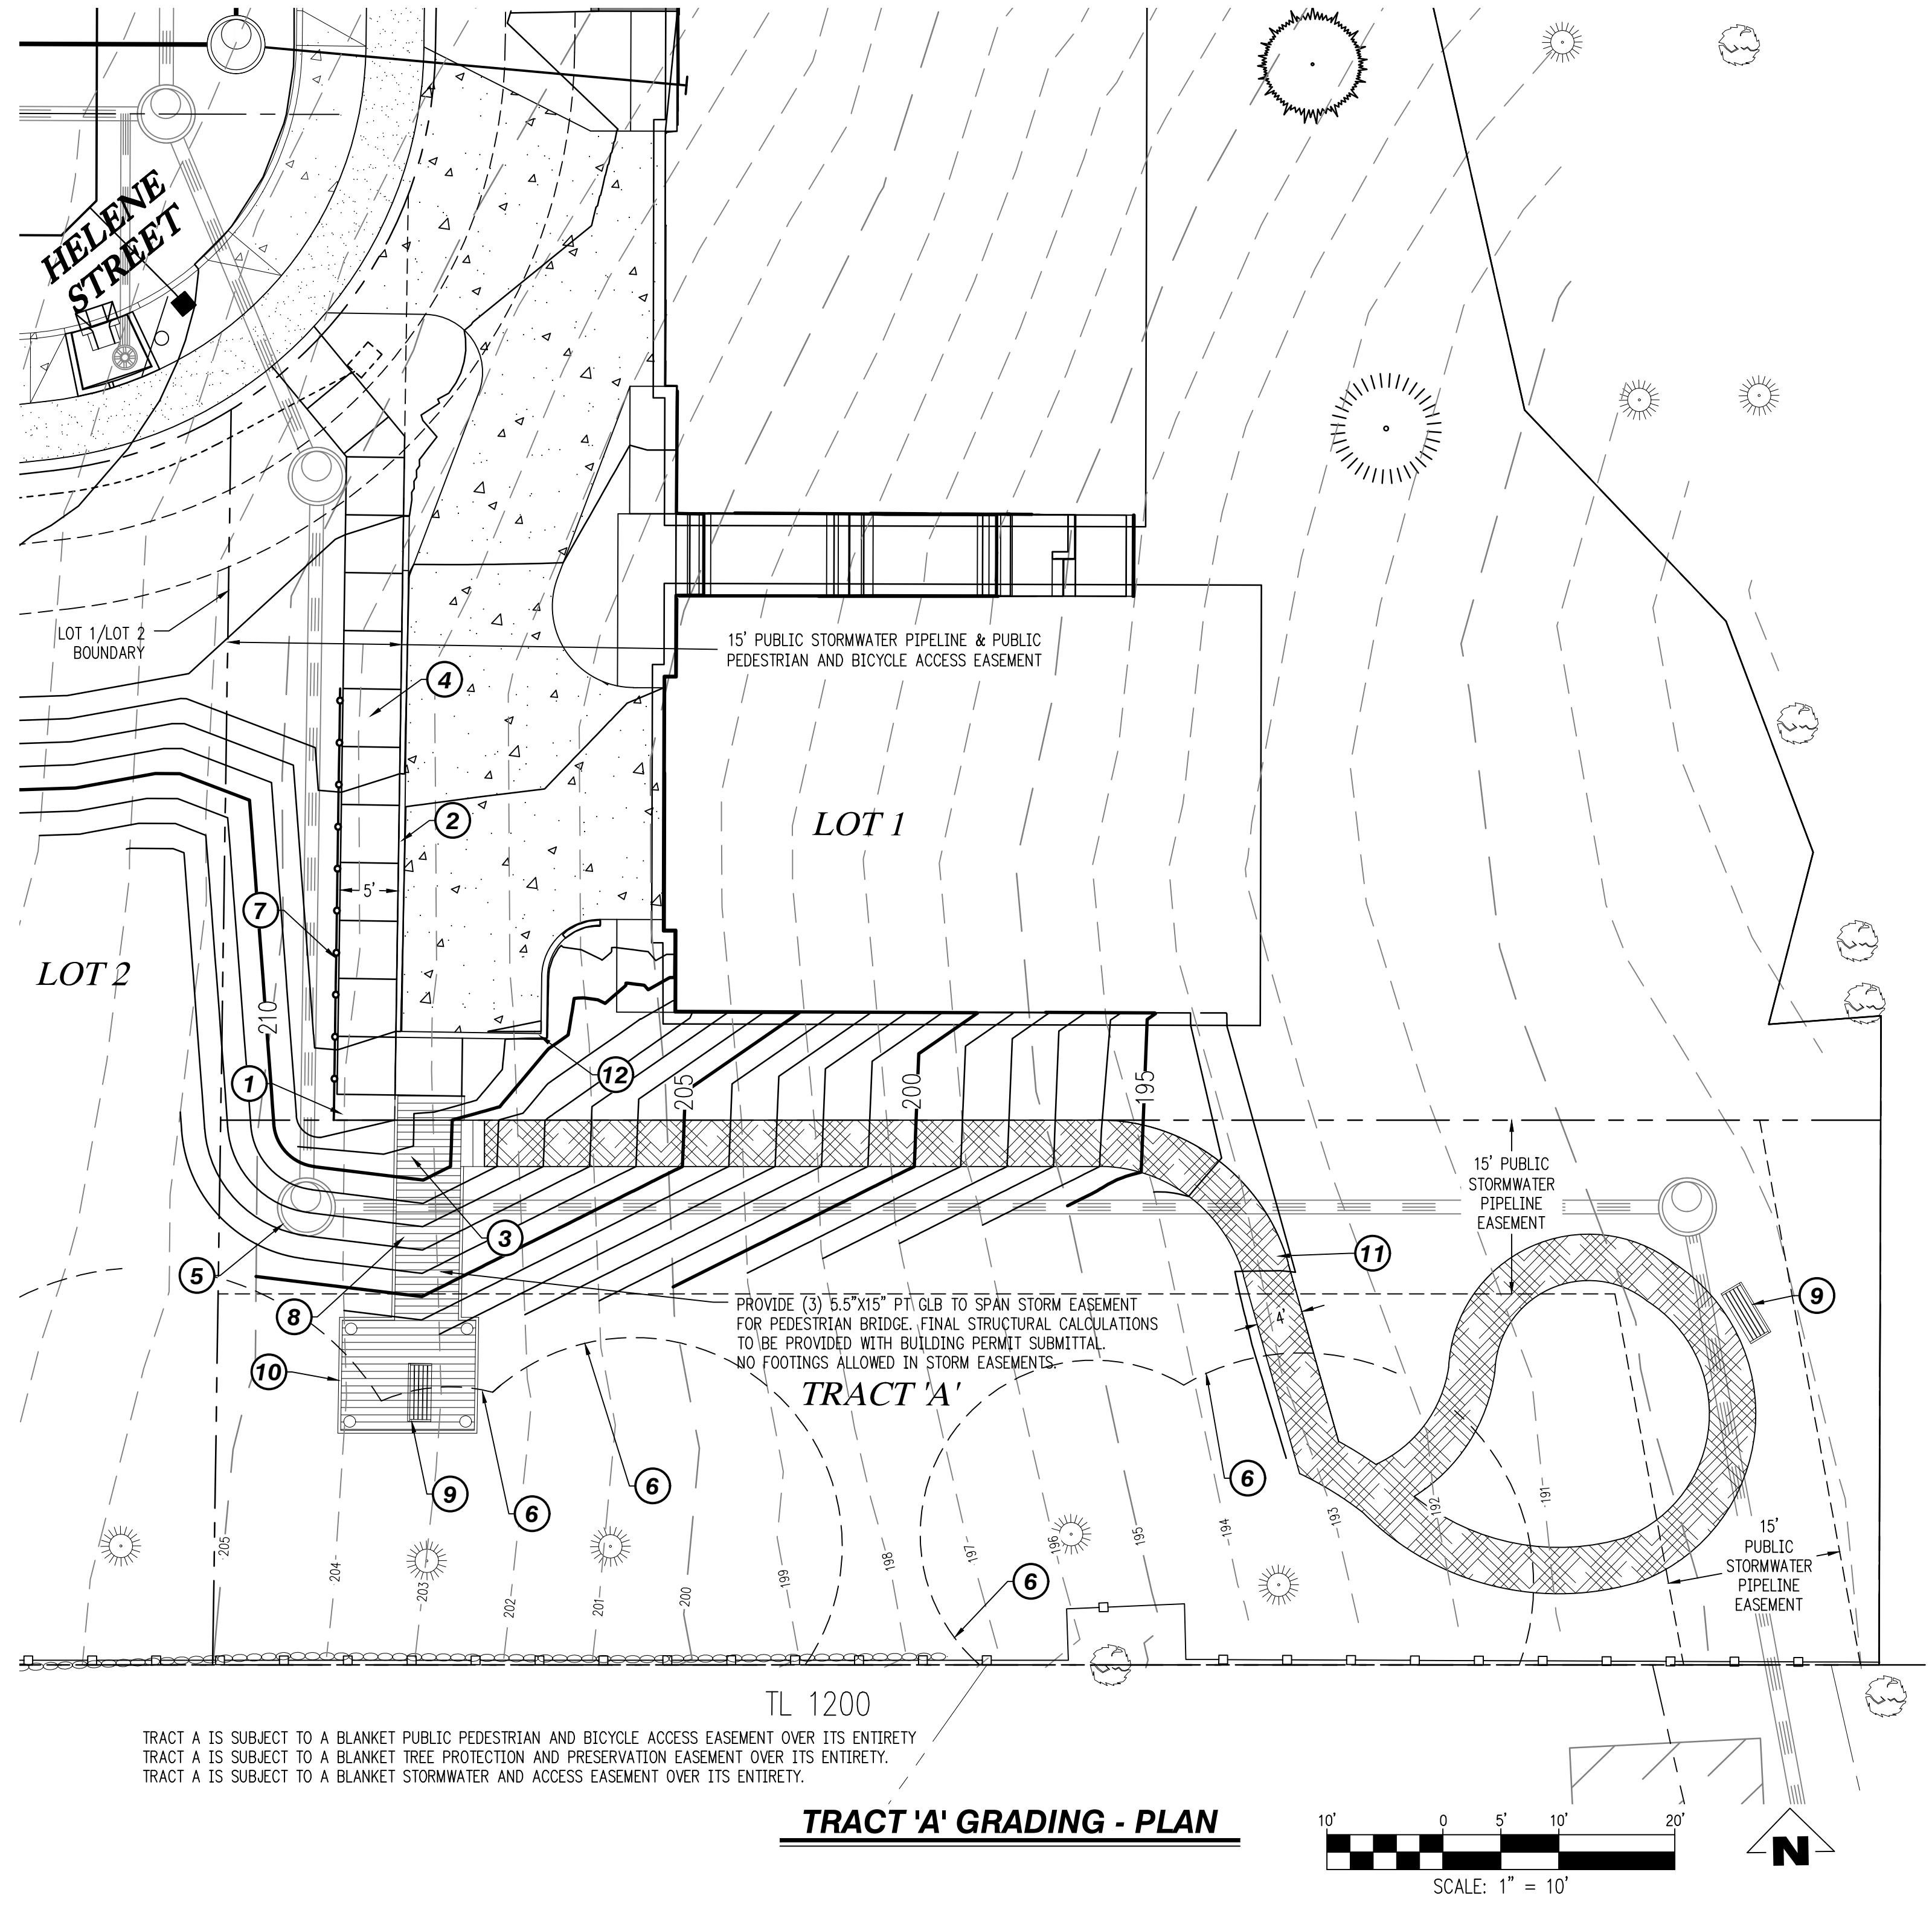 HELENE
STREET
LOT 1/LOT 2
BOUNDARY
15' PUBLIC STORMWATER PIPELINE & PUBLIC
PEDESTRIAN AND BICYCLE ACCESS EASEMENT
4
LOT 1
2
5'
7
LOT 2
210
1
12
205
200
195
15' PUBLIC
STORMWATER
PIPELINE
EASEMENT
3
11
5
8
9
PROVIDE (3) 5.5"X15" PT GLB TO SPAN STORM EASEMENT
FOR PEDESTRIAN BRIDGE. FINAL STRUCTURAL CALCULATIONS
TO BE PROVIDED WITH BUILDING PERMIT SUBMITTAL.
NO FOOTINGS ALLOWED IN STORM EASEMENTS.
4'
10
TRACT 'A'
9
6
6
6
6
205
204
203
202
201
200
199
198
197
196
195
194
193
192
191
15'
PUBLIC
STORMWATER
PIPELINE
EASEMENT
TL 1200
TRACT A IS SUBJECT TO A BLANKET PUBLIC PEDESTRIAN AND BICYCLE ACCESS EASEMENT OVER ITS ENTIRETY
TRACT A IS SUBJECT TO A BLANKET TREE PROTECTION AND PRESERVATION EASEMENT OVER ITS ENTIRETY.
TRACT A IS SUBJECT TO A BLANKET STORMWATER AND ACCESS EASEMENT OVER ITS ENTIRETY.
TRACT 'A' GRADING - PLAN
10' 0 5' 10' 20'
SCALE: 1" = 10'
N